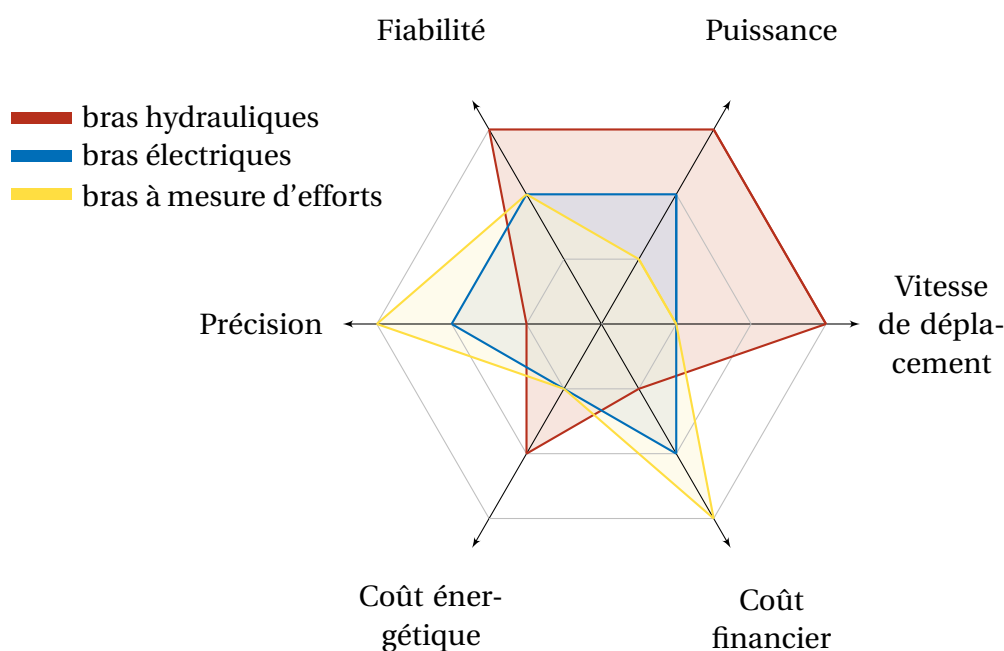 Fiabilité
Puissance
bras hydrauliques
bras électriques
bras à mesure d'efforts
Précision
Vitesse
de dépla-
cement
Coût éner-
gétique
Coût
financier